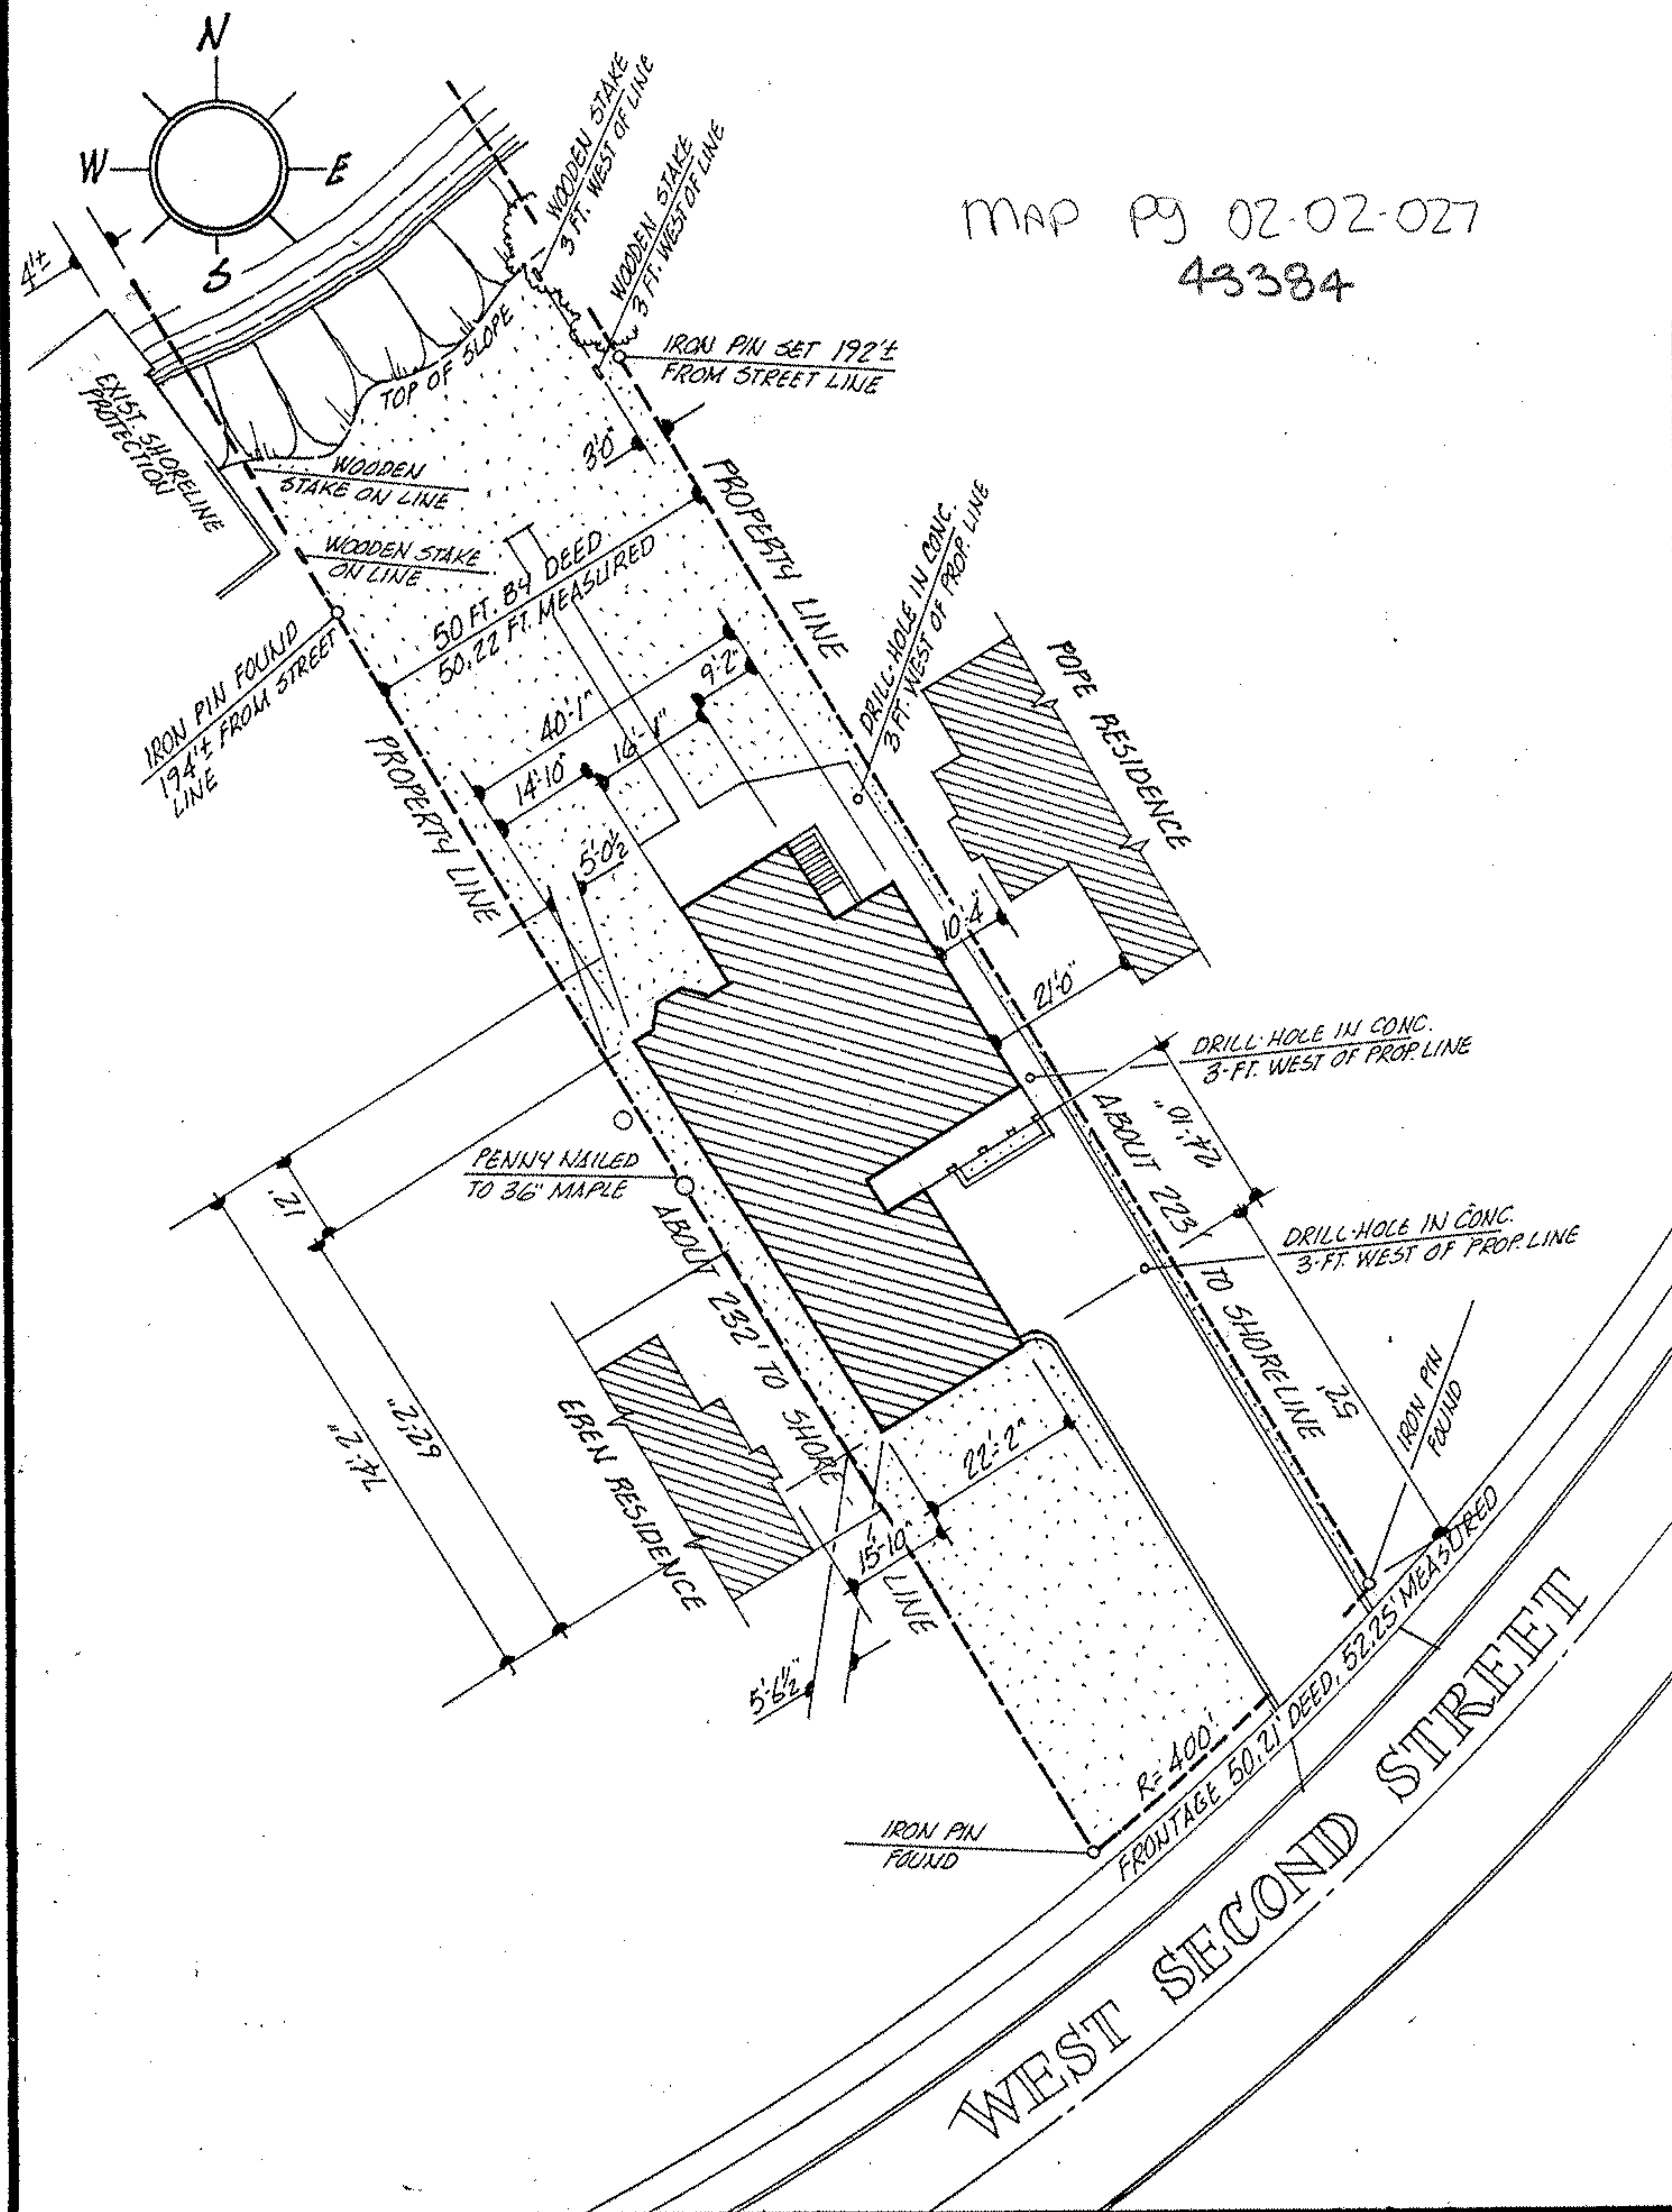 N
W
E
S
MAP Pg 02-02-027
43384
WOODEN STAKE
3 FT. WEST OF LINE
WOODEN STAKE
3 FT. WEST OF LINE
4'±
EXIST. SHORELINE
PROTECTION
TOP OF SLOPE
IRON PIN SET 192'±
FROM STREET LINE
3'0"
WOODEN
STAKE ON LINE
WOODEN STAKE
ON LINE
PROPERTY LINE
50 FT. BY DEED
50.22 FT. MEASURED
DRILL-HOLE IN CONC.
3 FT. WEST OF PROP. LINE
IRON PIN FOUND
194'± FROM STREET
LINE
POPE RESIDENCE
9'-2"
40'-1"
16'-1"
14'-10"
PROPERTY LINE
5'-0½
10'-4"
21'-0"
DRILL-HOLE IN CONC.
3-FT. WEST OF PROP. LINE
24'-10"
ABOUT 223' TO SHORELINE
PENNY NAILED
TO 36" MAPLE
12'
ABOUT 232' TO SHORE LINE
DRILL-HOLE IN CONC.
3-FT. WEST OF PROP. LINE
52'
62'-2"
74'-2"
EBEN RESIDENCE
22'-2"
15'-10"
5'-6½"
IRON PIN
FOUND
R=400'
FRONTAGE 50.21' DEED, 52.25' MEASURED
IRON PIN
FOUND
WEST SECOND STREET